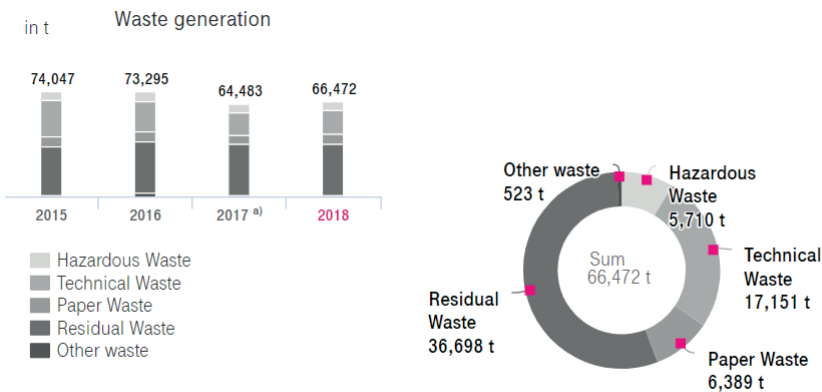 Waste generation
in t
74,047
73,295
64,483
66,472
2015
2016
2017 a)
2018
Hazardous Waste
Technical Waste
Paper Waste
Residual Waste
Other waste
Other waste
523 t
Hazardous
Waste
5,710 t
Technical
Waste
17,151 t
Sum
66,472 t
Residual
Waste
36,698 t
Paper Waste
6,389 t